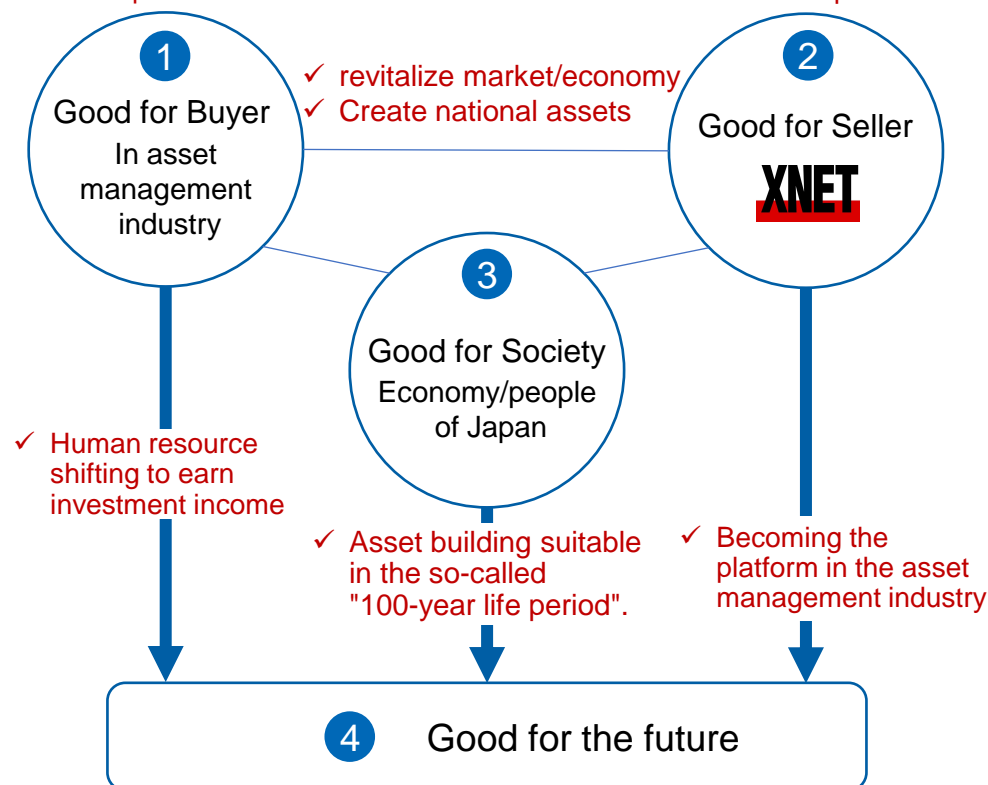 1
Good for Buyer
In asset
management
industry
✓ revitalize market/economy
✓ Create national assets
2
Good for Seller
XNET
3
Good for Society
Economy/people
of Japan
✓ Human resource
shifting to earn
investment income
✓ Asset building suitable
in the so-called
"100-year life period".
✓ Becoming the
platform in the asset
management industry
4 Good for the future